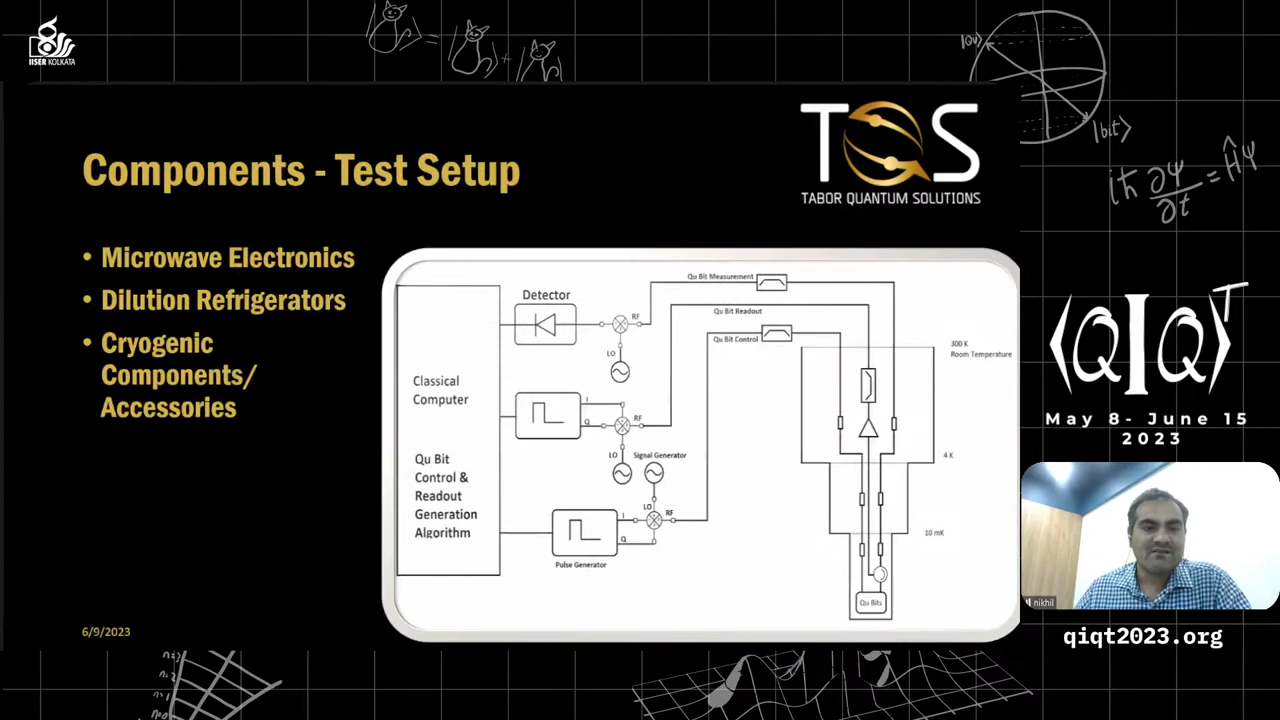 IISER KOLKATA
TQS
TABOR QUANTUM SOLUTIONS
Components - Test Setup
• Microwave Electronics
• Dilution Refrigerators
• Cryogenic
Components/
Accessories
Classical
Computer
Qu Bit
Control &
Readout
Generation
Algorithm
Detector
RF
LO
I
Q
RF
LO
Signal Generator
LO
RF
I
Q
Pulse Generator
Qu Bit Measurement
Qu Bit Readout
Qu Bit Control
300 K
Room Temperature
4 K
10 mK
Qu Bits
6/9/2023
|bit⟩
iħ ∂ψ/∂t = Ĥψ
⟨QIQ⟩T
May 8- June 15
2023
nikhil
qiqt2023.org
n=2